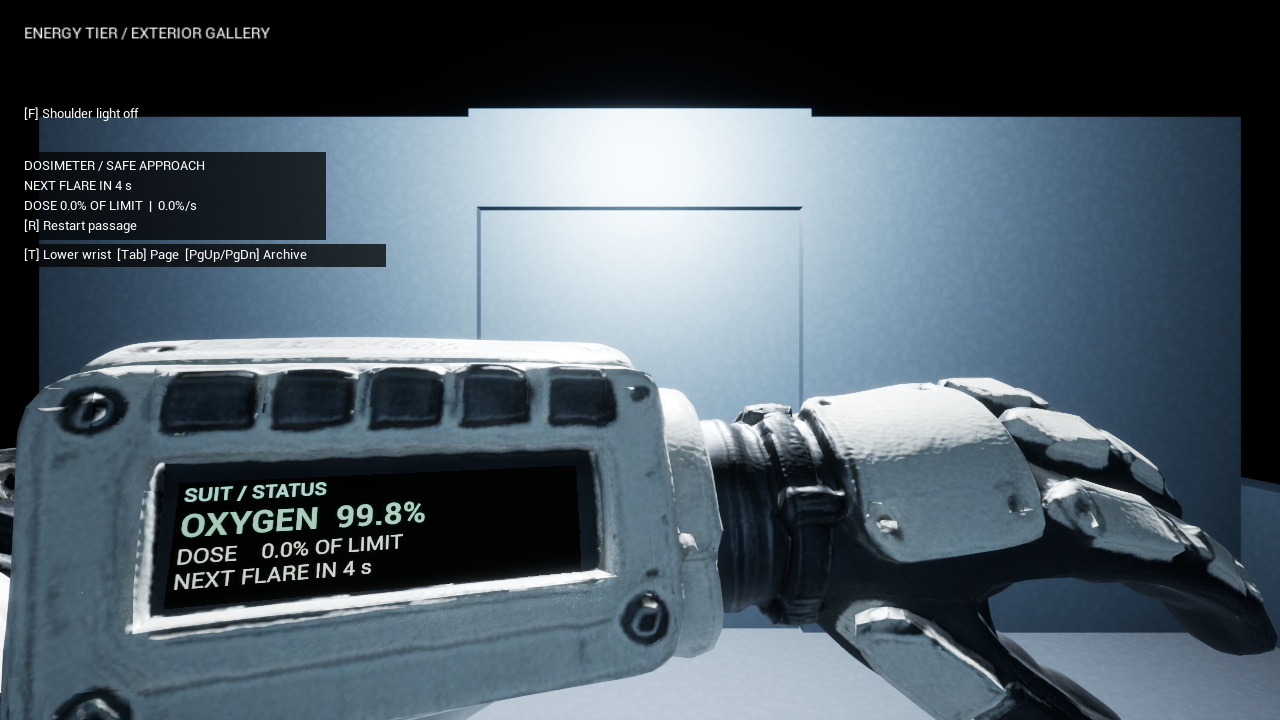 ENERGY TIER / EXTERIOR GALLERY
[F] Shoulder light off
DOSIMETER / SAFE APPROACH
NEXT FLARE IN 4 s
DOSE 0.0% OF LIMIT | 0.0%/s
[R] Restart passage
[T] Lower wrist [Tab] Page [PgUp/PgDn] Archive
SUIT / STATUS
OXYGEN 99.8%
DOSE 0.0% OF LIMIT
NEXT FLARE IN 4 s